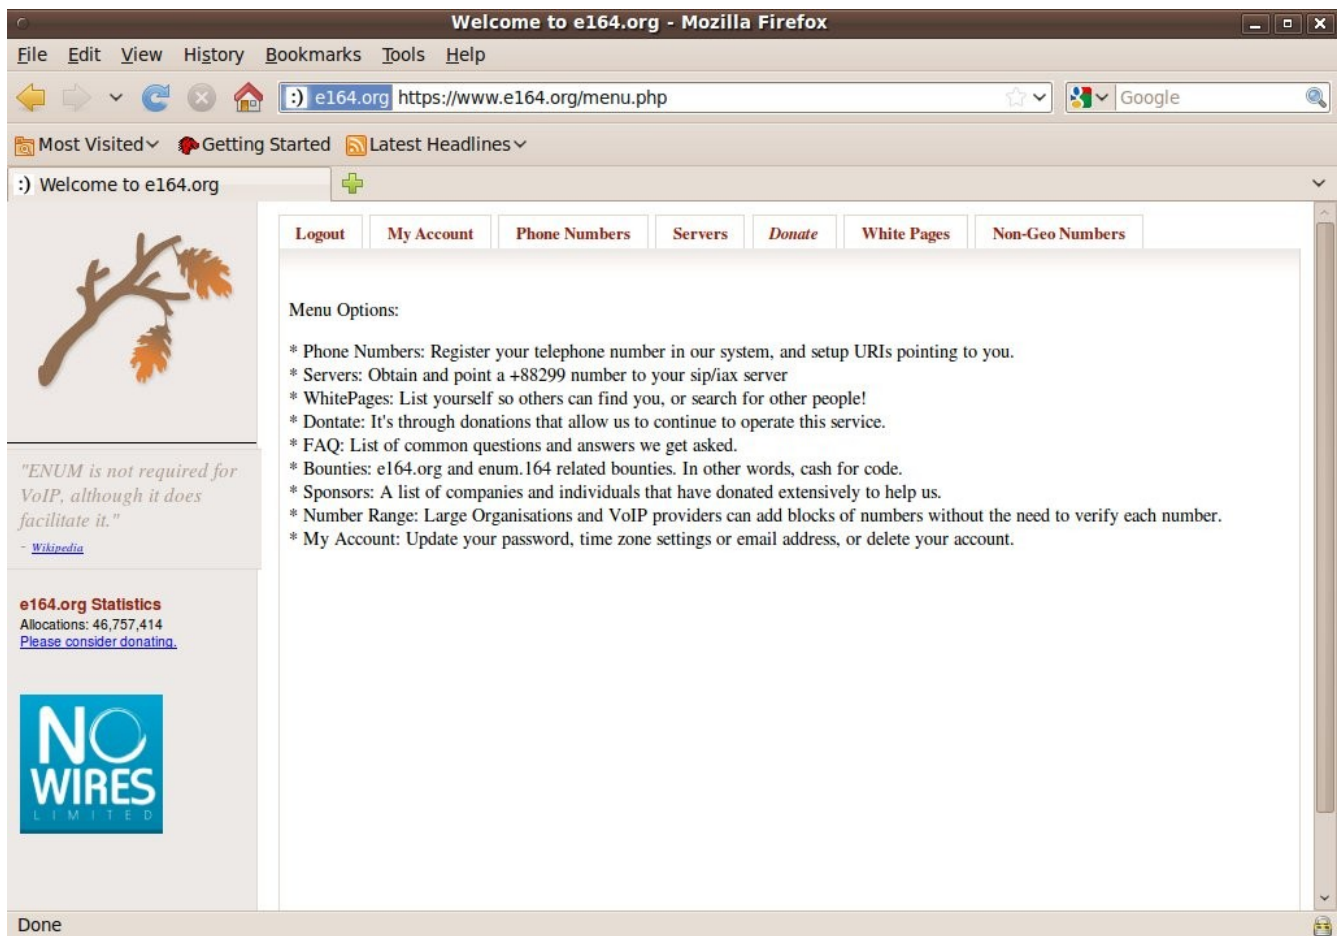 Welcome to e164.org - Mozilla Firefox
File Edit View History Bookmarks Tools Help
:) e164.org https://www.e164.org/menu.php Google
Most Visited Getting Started Latest Headlines
:) Welcome to e164.org
Logout My Account Phone Numbers Servers Donate White Pages Non-Geo Numbers
Menu Options:
* Phone Numbers: Register your telephone number in our system, and setup URIs pointing to you.
* Servers: Obtain and point a +88299 number to your sip/iax server
* WhitePages: List yourself so others can find you, or search for other people!
* Dontate: It's through donations that allow us to continue to operate this service.
* FAQ: List of common questions and answers we get asked.
* Bounties: e164.org and enum.164 related bounties. In other words, cash for code.
* Sponsors: A list of companies and individuals that have donated extensively to help us.
* Number Range: Large Organisations and VoIP providers can add blocks of numbers without the need to verify each number.
* My Account: Update your password, time zone settings or email address, or delete your account.
"ENUM is not required for
VoIP, although it does
facilitate it."
- Wikipedia
e164.org Statistics
Allocations: 46,757,414
Please consider donating.
NO
WIRES
LIMITED
Done